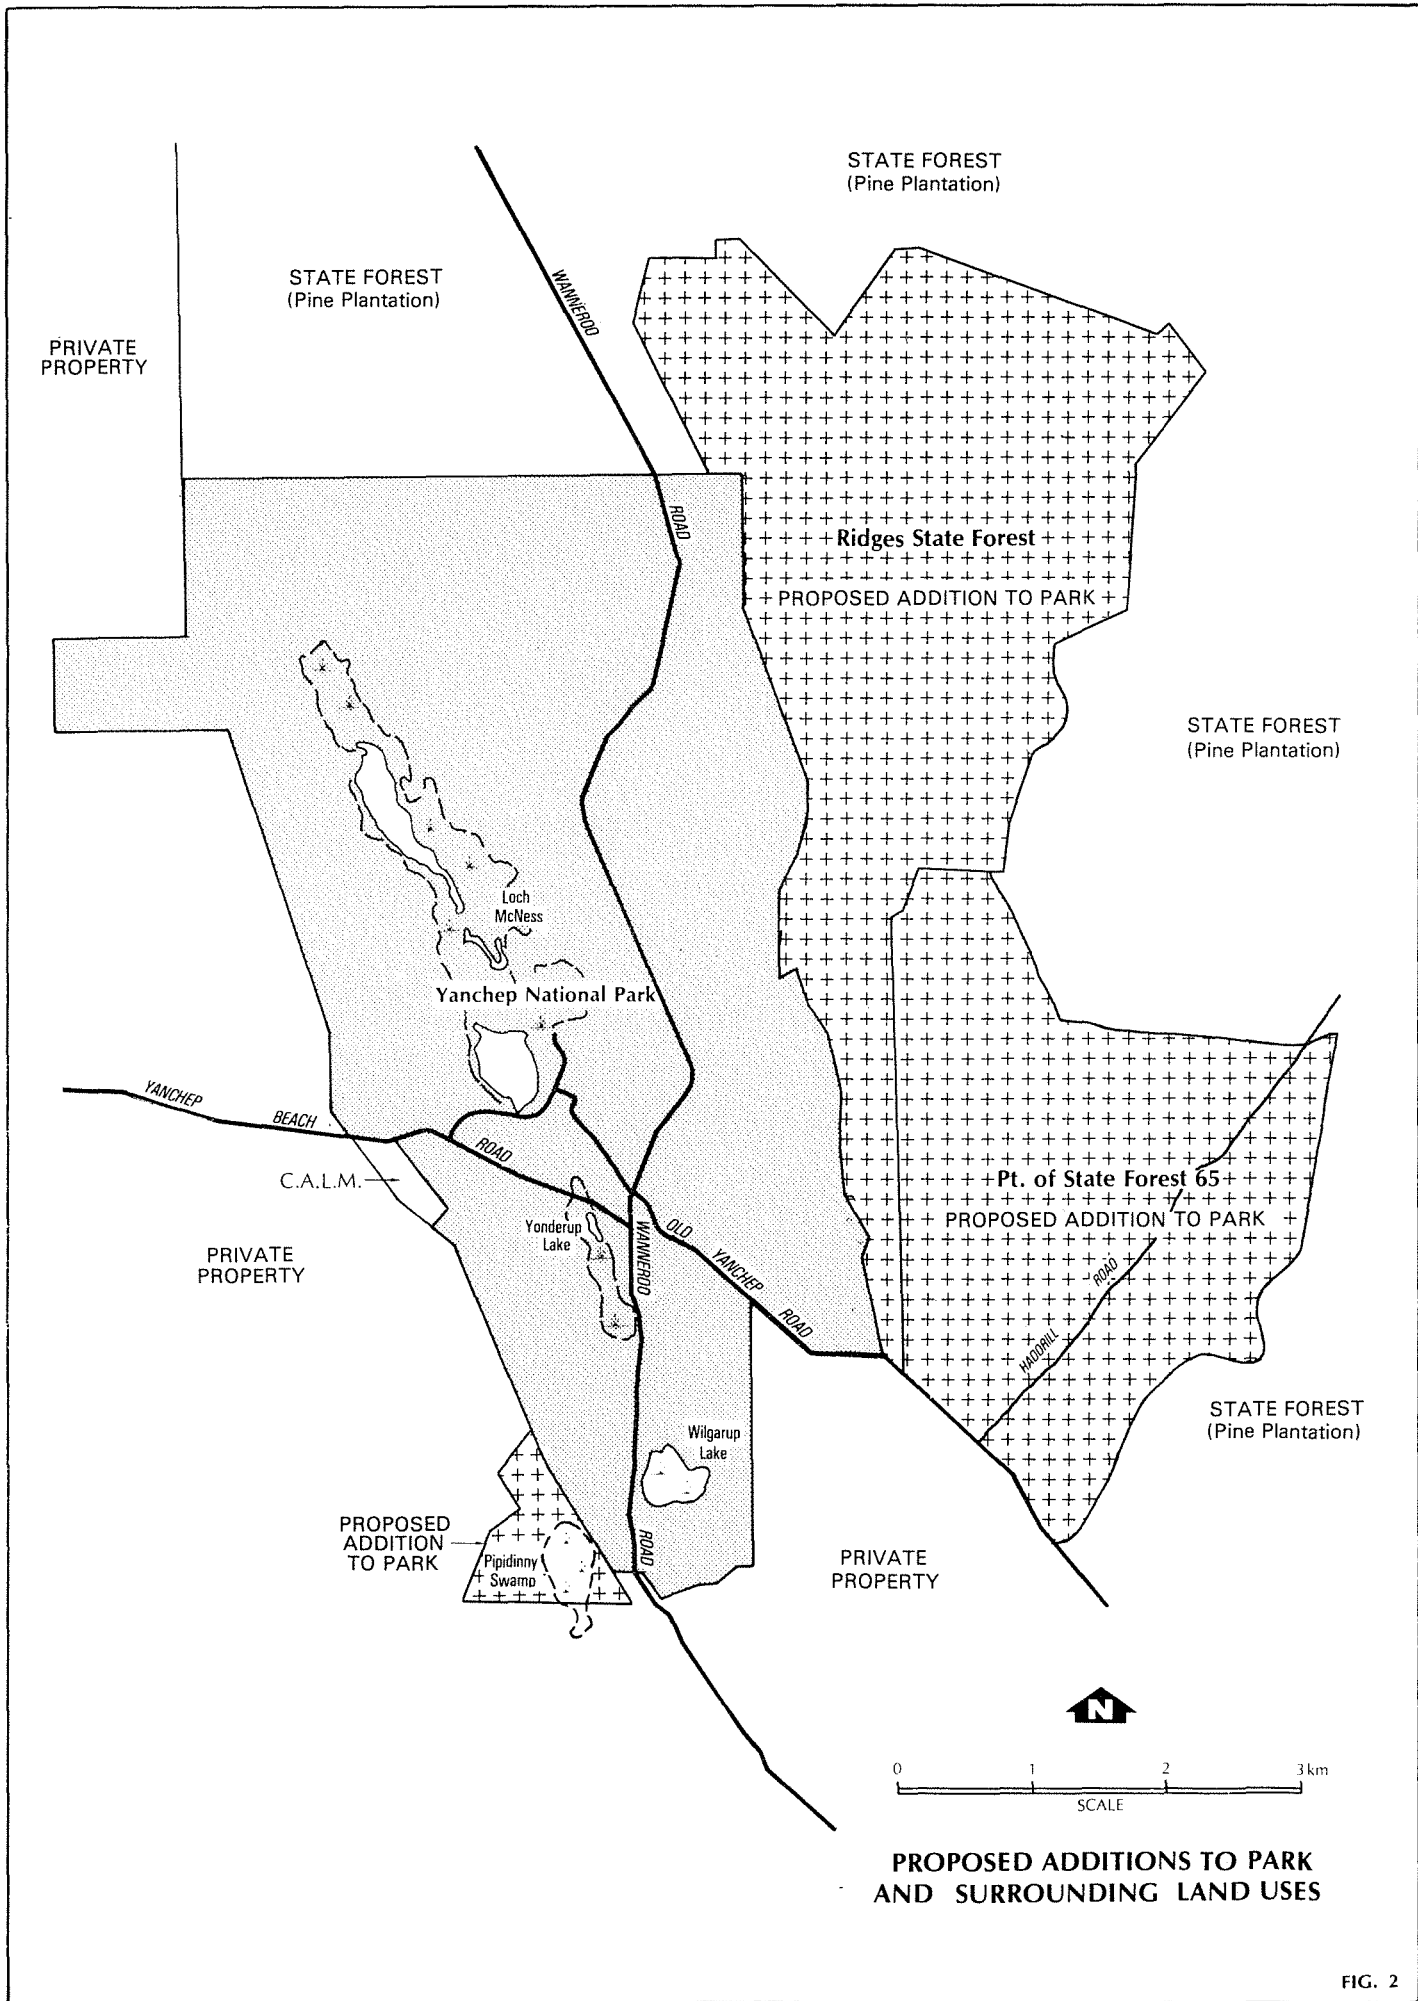 STATE FOREST
(Pine Plantation)
STATE FOREST
(Pine Plantation)
WANNEROO
PRIVATE
PROPERTY
ROAD
Ridges State Forest
PROPOSED ADDITION TO PARK
STATE FOREST
(Pine Plantation)
Loch
McNess
Yanchep National Park
YANCHEP
BEACH
ROAD
C.A.L.M.
Pt. of State Forest 65
PROPOSED ADDITION TO PARK
Yonderup
Lake
WANNEROO
OLD
YANCHEP
ROAD
PRIVATE
PROPERTY
HADDRILL
ROAD
STATE FOREST
(Pine Plantation)
Wilgarup
Lake
PROPOSED
ADDITION
TO PARK
Pipidinny
Swamp
ROAD
PRIVATE
PROPERTY
N
0 1 2 3 km
SCALE
PROPOSED ADDITIONS TO PARK
AND SURROUNDING LAND USES
FIG. 2